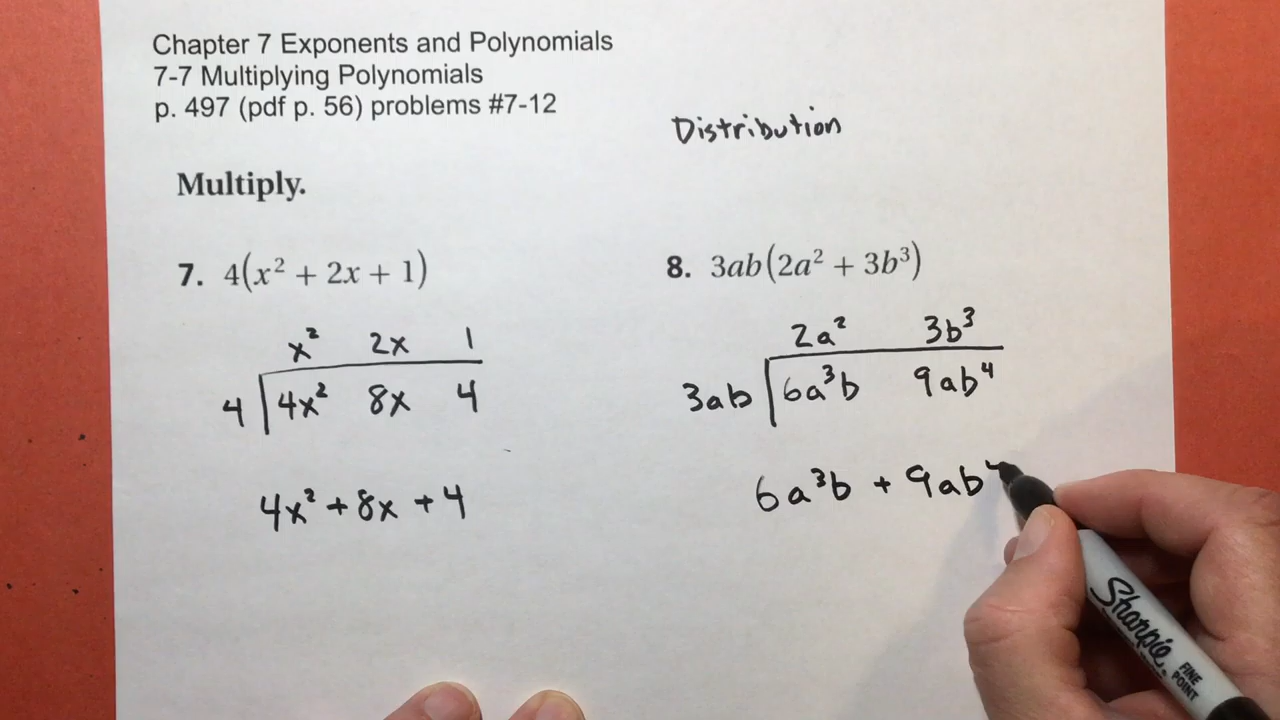 Chapter 7 Exponents and Polynomials
7-7 Multiplying Polynomials
p. 497 (pdf p. 56) problems #7-12
Distribution
Multiply.
7. 4(x² + 2x + 1)
x² 2x 1
4 4x² 8x 4
4x² + 8x + 4
8. 3ab(2a² + 3b³)
2a² 3b³
3ab 6a³b 9ab⁴
6a³b + 9ab⁴
Sharpie
FINE
POINT